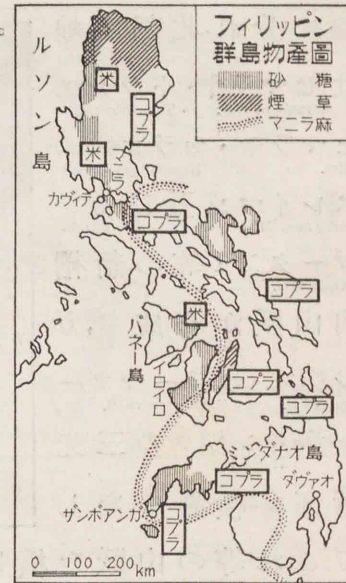 フィリッピン
群島物産圖
砂糖
煙草
マニラ麻
ルソン島
米
コプラ
米
マニラ
カヴィテ
コプラ
コプラ
米
パネー島
イロイロ
コプラ
コプラ
ミンダナオ島
コプラ
ダヴァオ
ザンボアンガ
コプラ
0 100 200
km